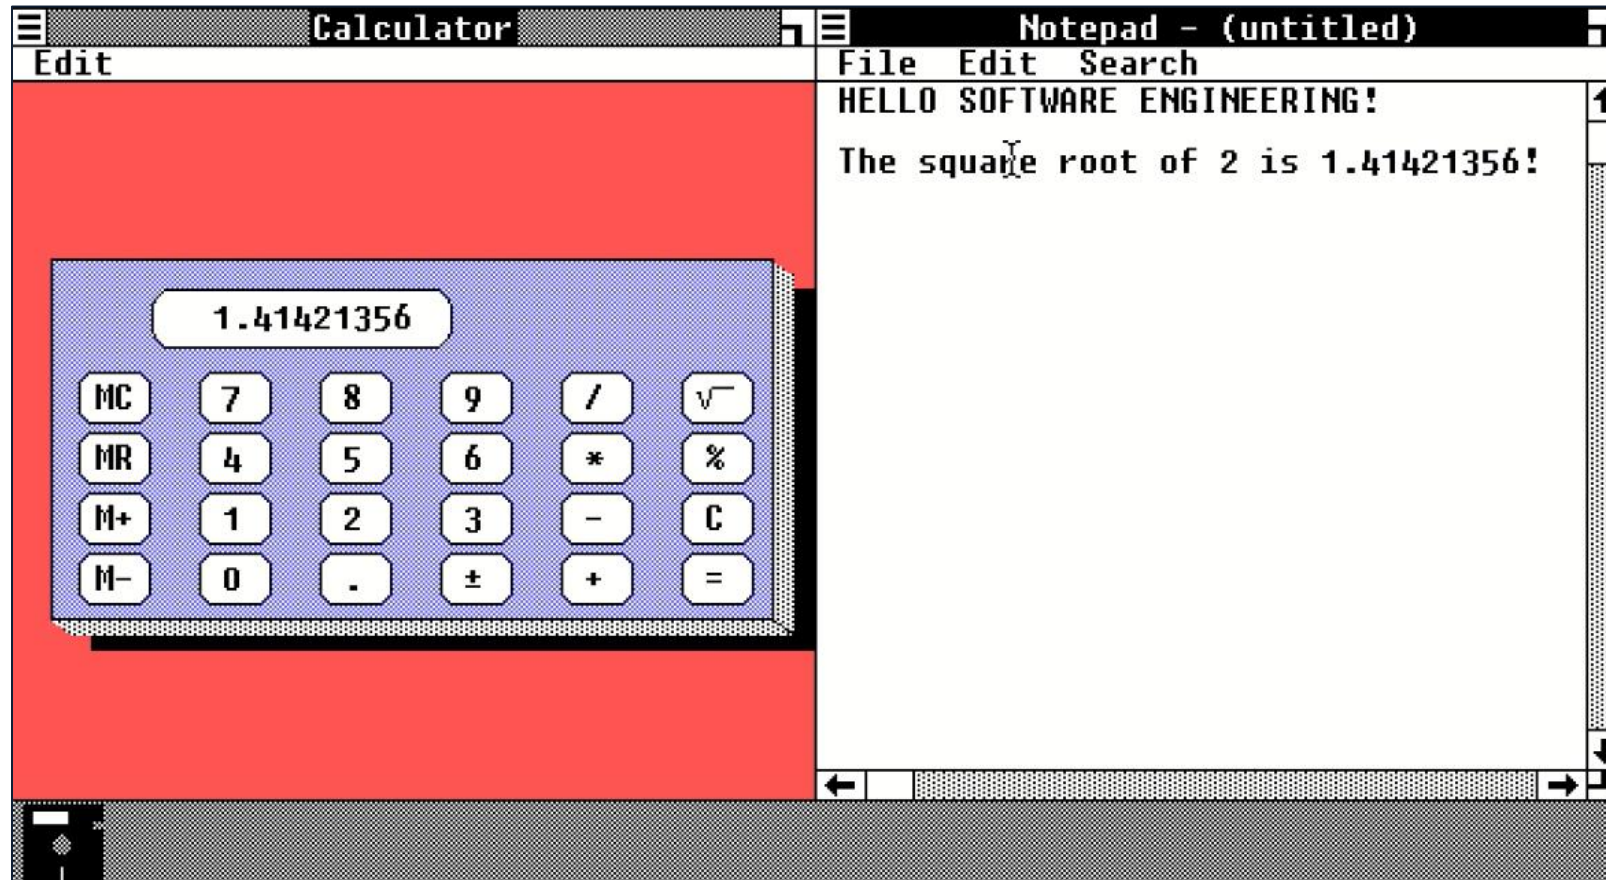 Calculator
Edit
1.41421356
MC 7 8 9 / √
MR 4 5 6 * %
M+ 1 2 3 - C
M- 0 . ± + =
Notepad - (untitled)
File Edit Search
HELLO SOFTWARE ENGINEERING!
The square root of 2 is 1.41421356!